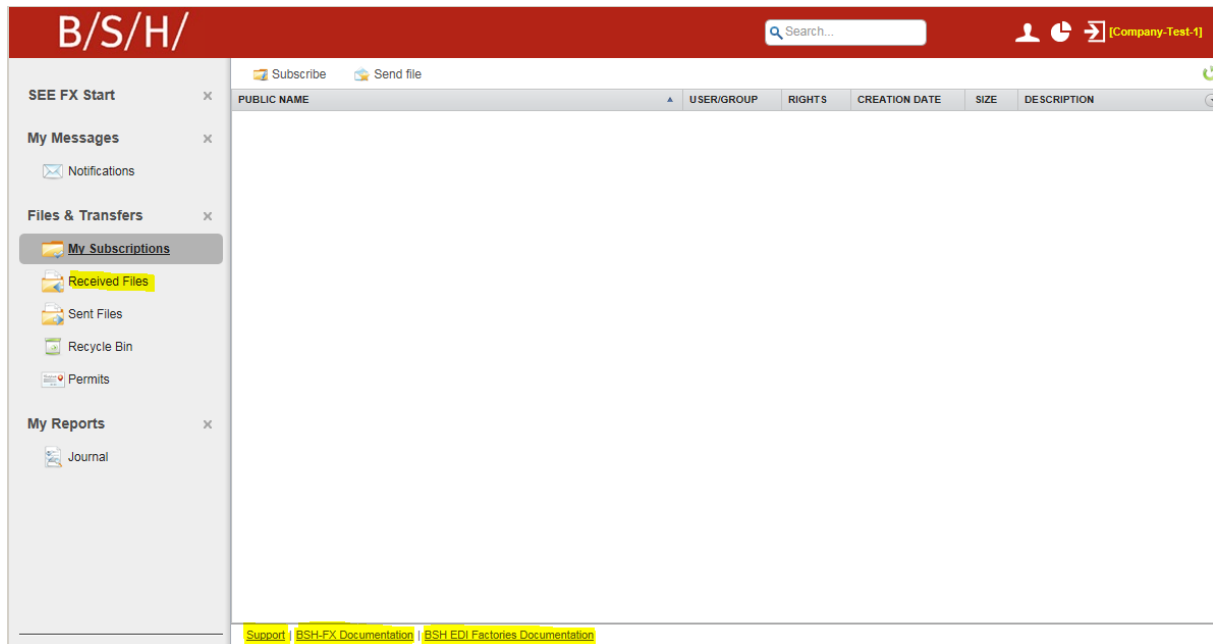 B/S/H/
Search...
[Company-Test-1]
Subscribe
Send file
SEE FX Start
PUBLIC NAME USER/GROUP RIGHTS CREATION DATE SIZE DESCRIPTION
My Messages
Notifications
Files & Transfers
My Subscriptions
Received Files
Sent Files
Recycle Bin
Permits
My Reports
Journal
Support | BSH-FX Documentation | BSH EDI Factories Documentation